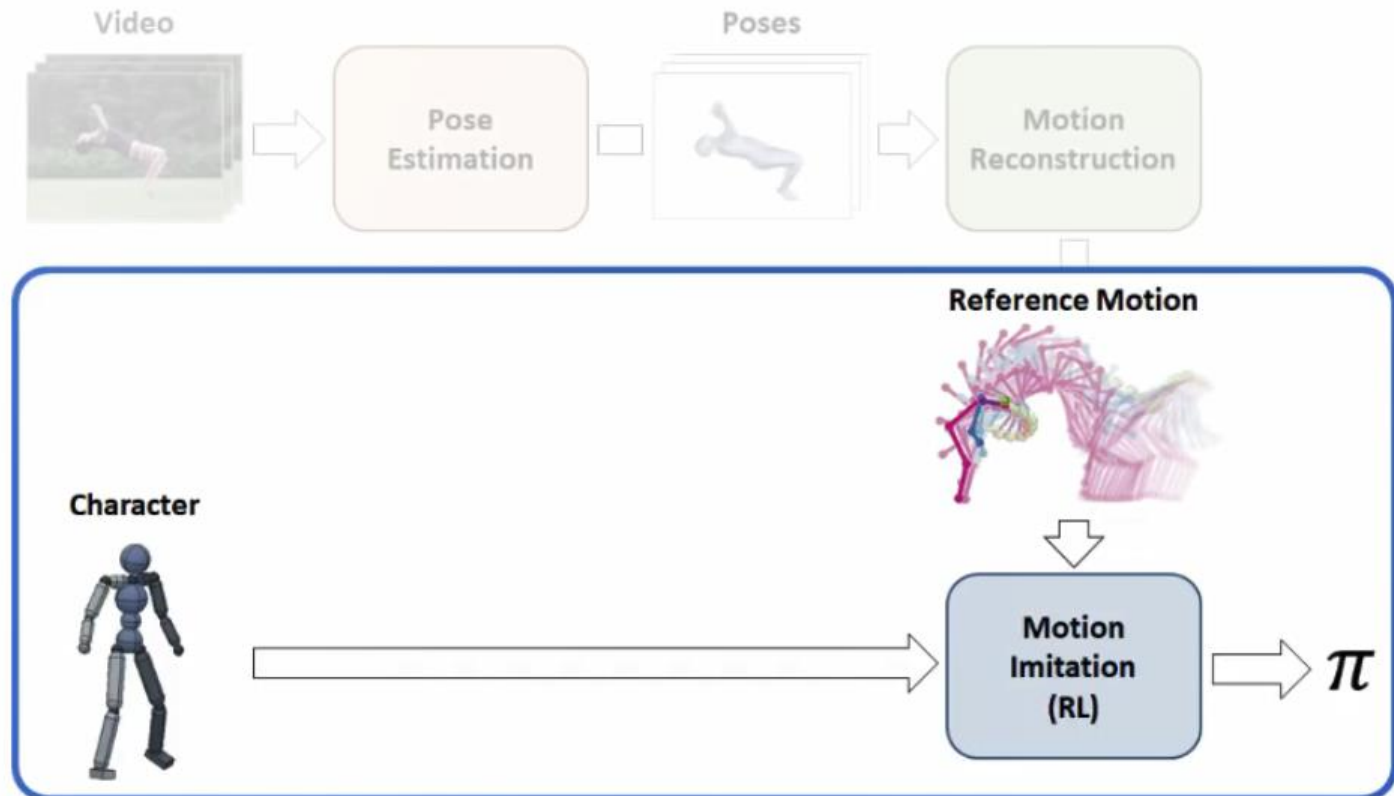 Video
Poses
Pose
Estimation
Motion
Reconstruction
Reference Motion
Character
Motion
Imitation
(RL)
π